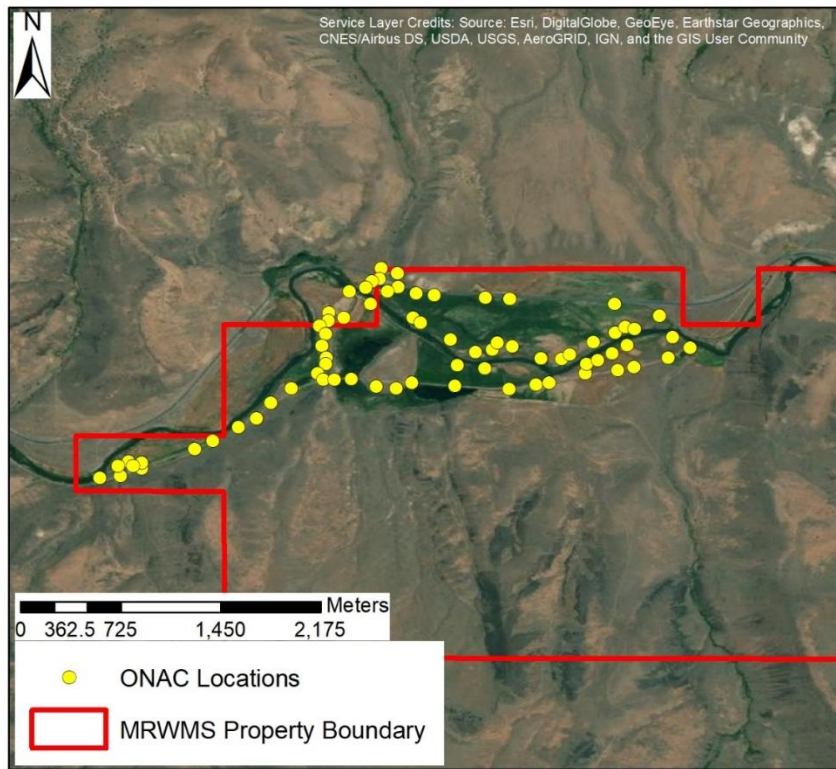 Service Layer Credits: Source: Esri, DigitalGlobe, GeoEye, Earthstar Geographics,
CNES/Airbus DS, USDA, USGS, AeroGRID, IGN, and the GIS User Community
N
Meters
0 362.5 725 1,450 2,175
ONAC Locations
MRWMS Property Boundary